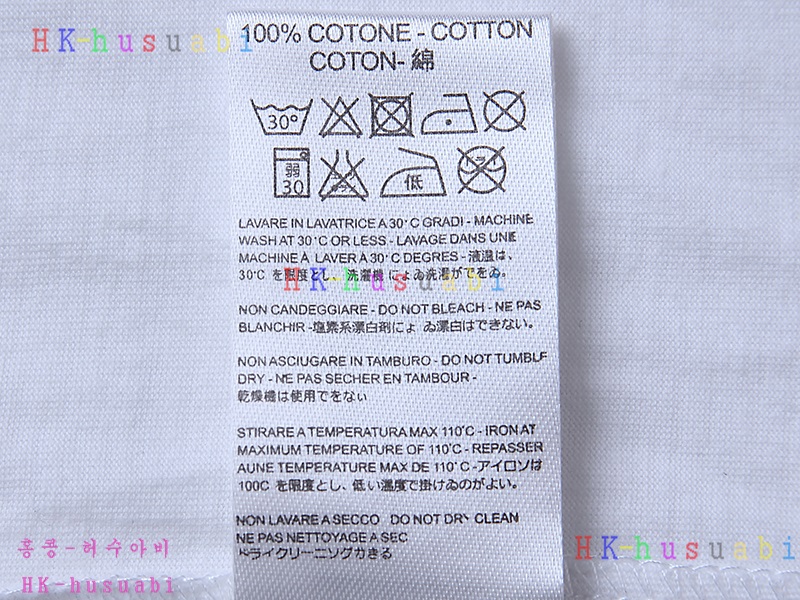 HK-husuabi
100% COTONE - COTTON
COTON- 綿
30°
弱
30
低
LAVARE IN LAVATRICE A 30°C GRADI - MACHINE
WASH AT 30°C OR LESS - LAVAGE DANS UNE
MACHINE À LAVER À 30°C DEGRES - 液温は、
30°C を限度とし、洗濯機 によゐ洗濯ができゐ。
HK-husuabi
NON CANDEGGIARE - DO NOT BLEACH - NE PAS
BLANCHIR -塩素系漂白剤によ ゐ漂白はできない。
NON ASCIUGARE IN TAMBURO - DO NOT TUMBLE
DRY - NE PAS SECHER EN TAMBOUR -
乾燥機は使用できない
STIRARE A TEMPERATURA MAX 110°C - IRON AT
MAXIMUM TEMPERATURE OF 110°C - REPASSER
AUNE TEMPERATURE MAX DE 110°C -アイロンは
100C を限度とし、低い温度で掛けゐのがよい。
NON LAVARE A SECCO DO NOT DRY CLEAN
NE PAS NETTOYAGE A SEC
ドライクリーニング
홍콩-허수아비
HK-husuabi
HK-husuabi